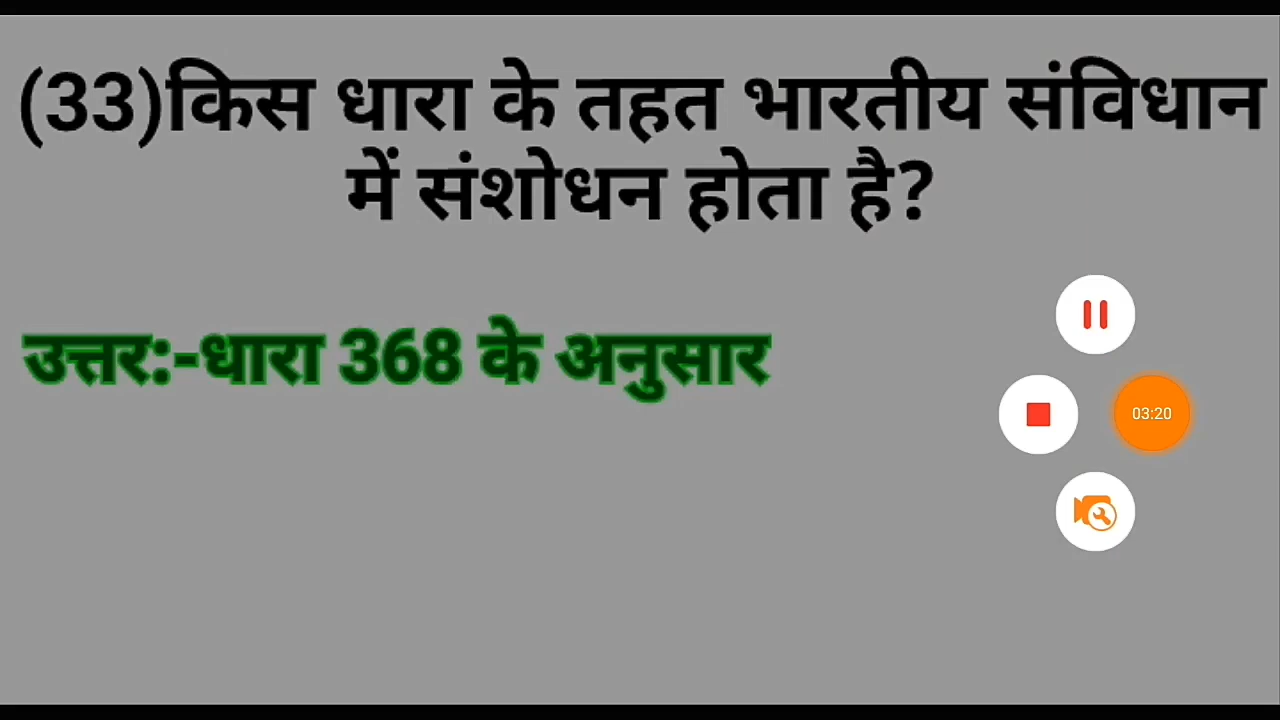 (33)किस धारा के तहत भारतीय संविधान
में संशोधन होता है?
उत्तर:-धारा 368 के अनुसार
03:20